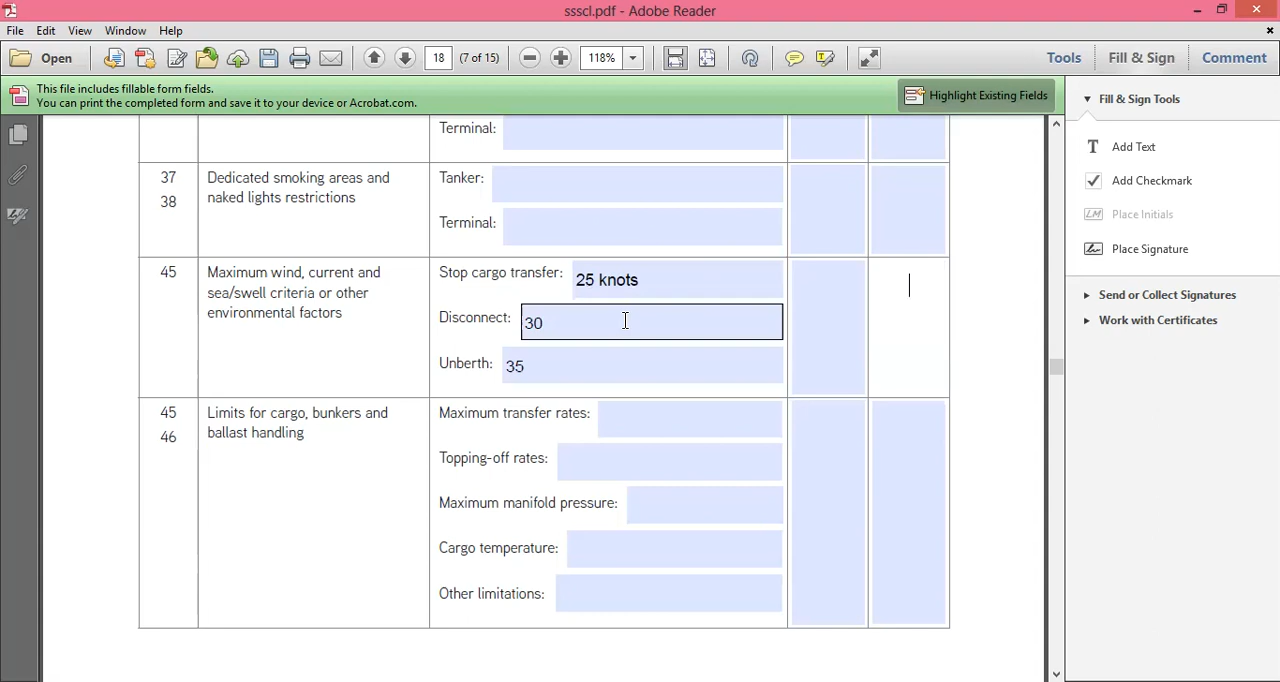 ssscl.pdf - Adobe Reader
File Edit View Window Help
Open 18 (7 of 15) 118% Tools Fill & Sign Comment
This file includes fillable form fields.
You can print the completed form and save it to your device or Acrobat.com.
Highlight Existing Fields
Fill & Sign Tools
Add Text
Add Checkmark
Place Initials
Place Signature
Send or Collect Signatures
Work with Certificates
Terminal:
37
38
Dedicated smoking areas and
naked lights restrictions
Tanker:
Terminal:
45
Maximum wind, current and
sea/swell criteria or other
environmental factors
Stop cargo transfer: 25 knots
Disconnect: 30
Unberth: 35
45
46
Limits for cargo, bunkers and
ballast handling
Maximum transfer rates:
Topping-off rates:
Maximum manifold pressure:
Cargo temperature:
Other limitations: